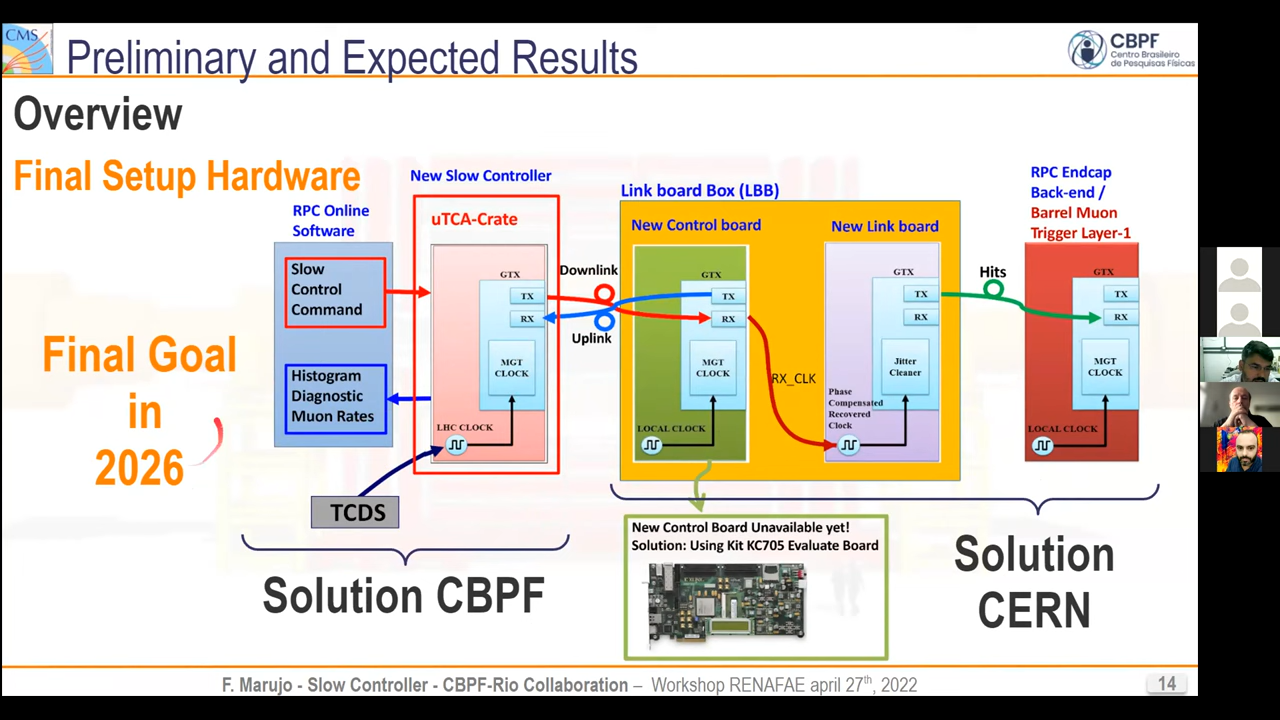 CMS
Preliminary and Expected Results
CBPF
Centro Brasileiro
de Pesquisas Físicas
Overview
Final Setup Hardware
Final Goal
in
2026
RPC Online
Software
Slow
Control
Command
Histogram
Diagnostic
Muon Rates
TCDS
New Slow Controller
uTCA-Crate
GTX
TX
RX
MGT
CLOCK
LHC CLOCK
Downlink
Uplink
Link board Box (LBB)
New Control board
GTX
TX
RX
MGT
CLOCK
LOCAL CLOCK
RX_CLK
New Link board
GTX
TX
RX
Jitter
Cleaner
Phase
Compensated
Recovered
Clock
Hits
RPC Endcap
Back-end /
Barrel Muon
Trigger Layer-1
GTX
TX
RX
MGT
CLOCK
LOCAL CLOCK
Solution CBPF
New Control Board Unavailable yet!
Solution: Using Kit KC705 Evaluate Board
Solution
CERN
F. Marujo - Slow Controller - CBPF-Rio Collaboration – Workshop RENAFAE april 27th, 2022
14